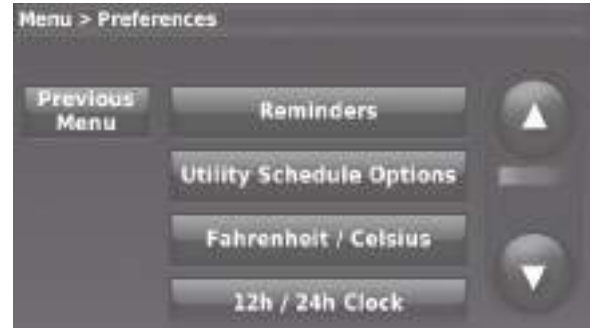 Menu > Preferences
Previous
Menu
Reminders
Utility Schedule Options
Fahrenheit / Celsius
12h / 24h Clock